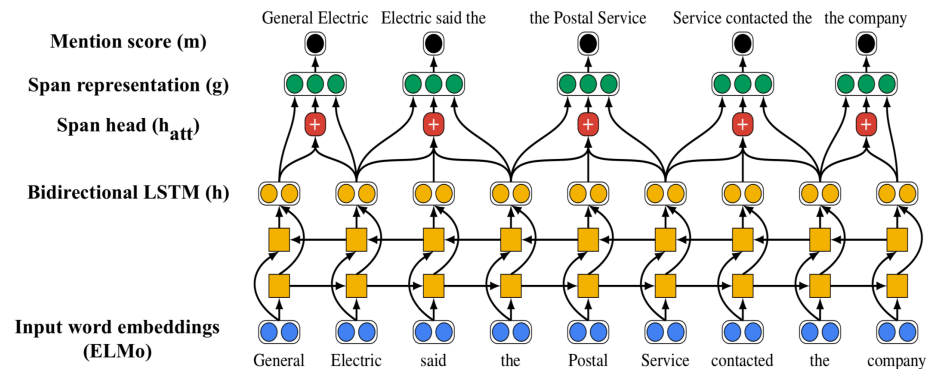 General Electric Electric said the the Postal Service Service contacted the the company
Mention score (m)
Span representation (g)
Span head (h_att)
+ + + + +
Bidirectional LSTM (h)
Input word embeddings
(ELMo)
General Electric said the Postal Service contacted the company